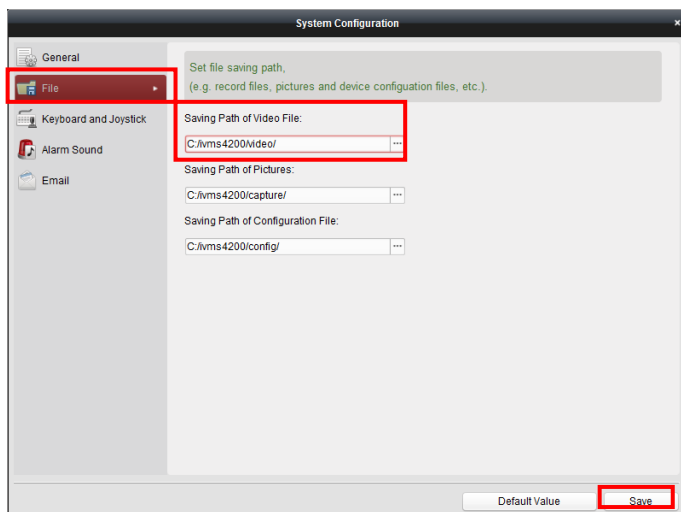 System Configuration
×
General
File
Keyboard and Joystick
Alarm Sound
Email
Set file saving path,
(e.g. record files, pictures and device configuation files, etc.).
Saving Path of Video File:
C:/ivms4200/video/
...
Saving Path of Pictures:
C:/ivms4200/capture/
...
Saving Path of Configuration File:
C:/ivms4200/config/
...
Default Value
Save